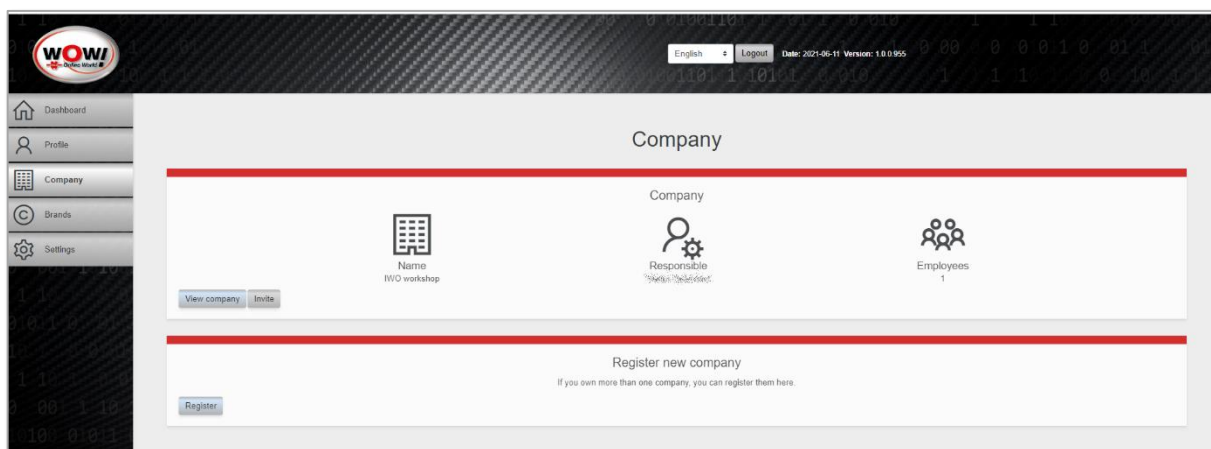 WOW!
Online World
English
Logout
Date: 2021-06-11 Version: 1.0.0.955
Dashboard
Profile
Company
Brands
Settings
Company
Company
Name
IWO workshop
Responsible
Employees
1
View company
Invite
Register new company
If you own more than one company, you can register them here.
Register